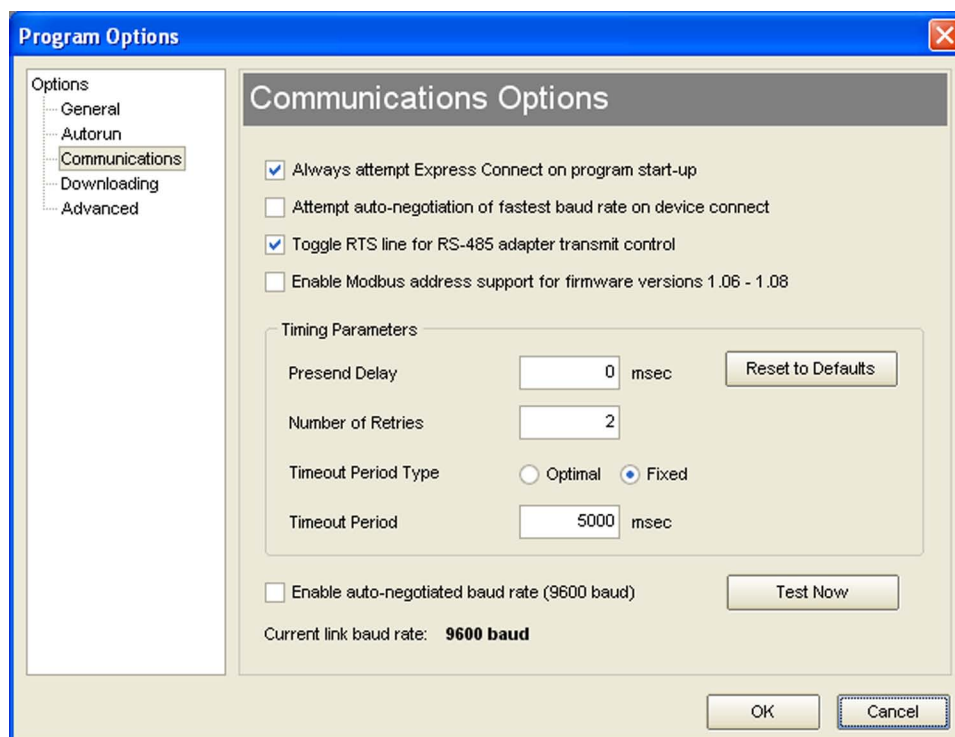 Program Options
Options
General
Autorun
Communications
Downloading
Advanced
Communications Options
Always attempt Express Connect on program start-up
Attempt auto-negotiation of fastest baud rate on device connect
Toggle RTS line for RS-485 adapter transmit control
Enable Modbus address support for firmware versions 1.06 - 1.08
Timing Parameters
Presend Delay 0 msec Reset to Defaults
Number of Retries 2
Timeout Period Type Optimal Fixed
Timeout Period 5000 msec
Enable auto-negotiated baud rate (9600 baud) Test Now
Current link baud rate: 9600 baud
OK Cancel